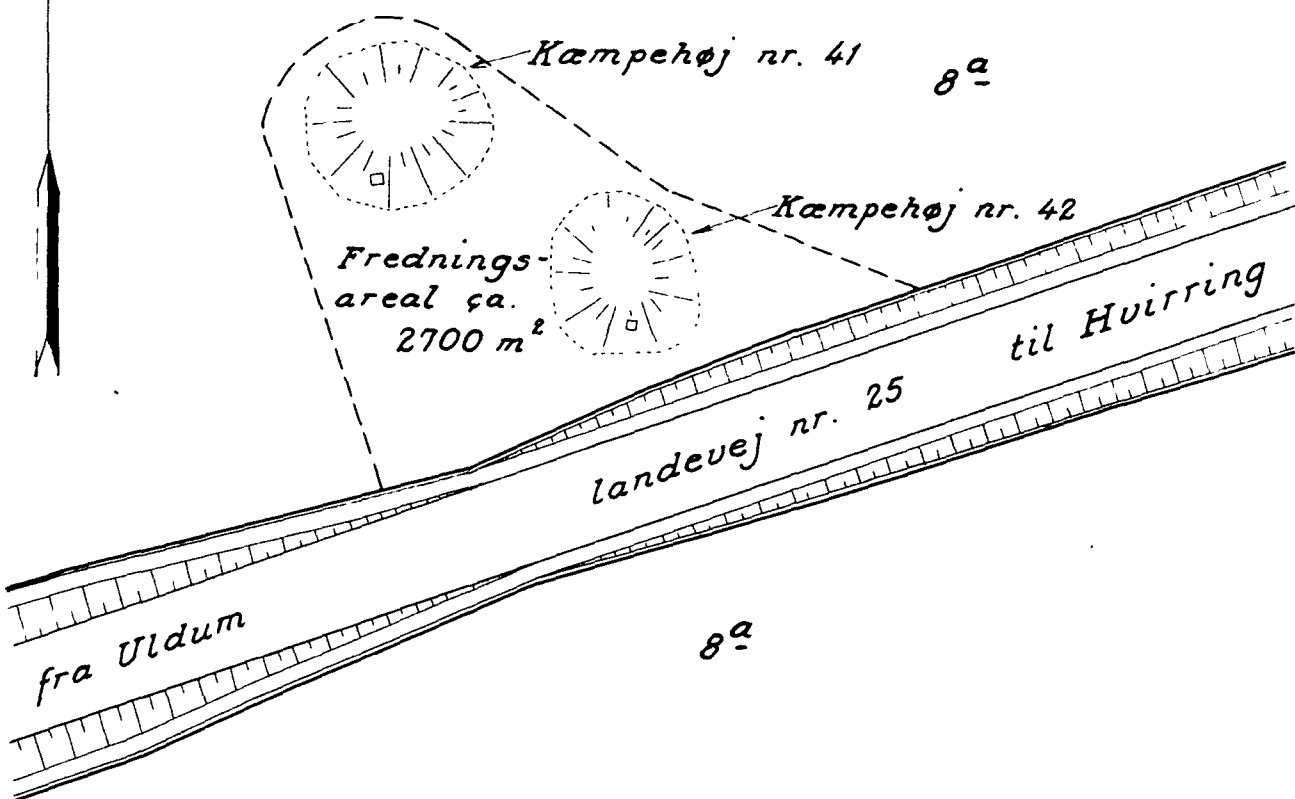 Kæmpehøj nr. 41
8a
Kæmpehøj nr. 42
Frednings-
areal ça.
2700 m²
til Hvirring
landevej nr. 25
fra Uldum
8a